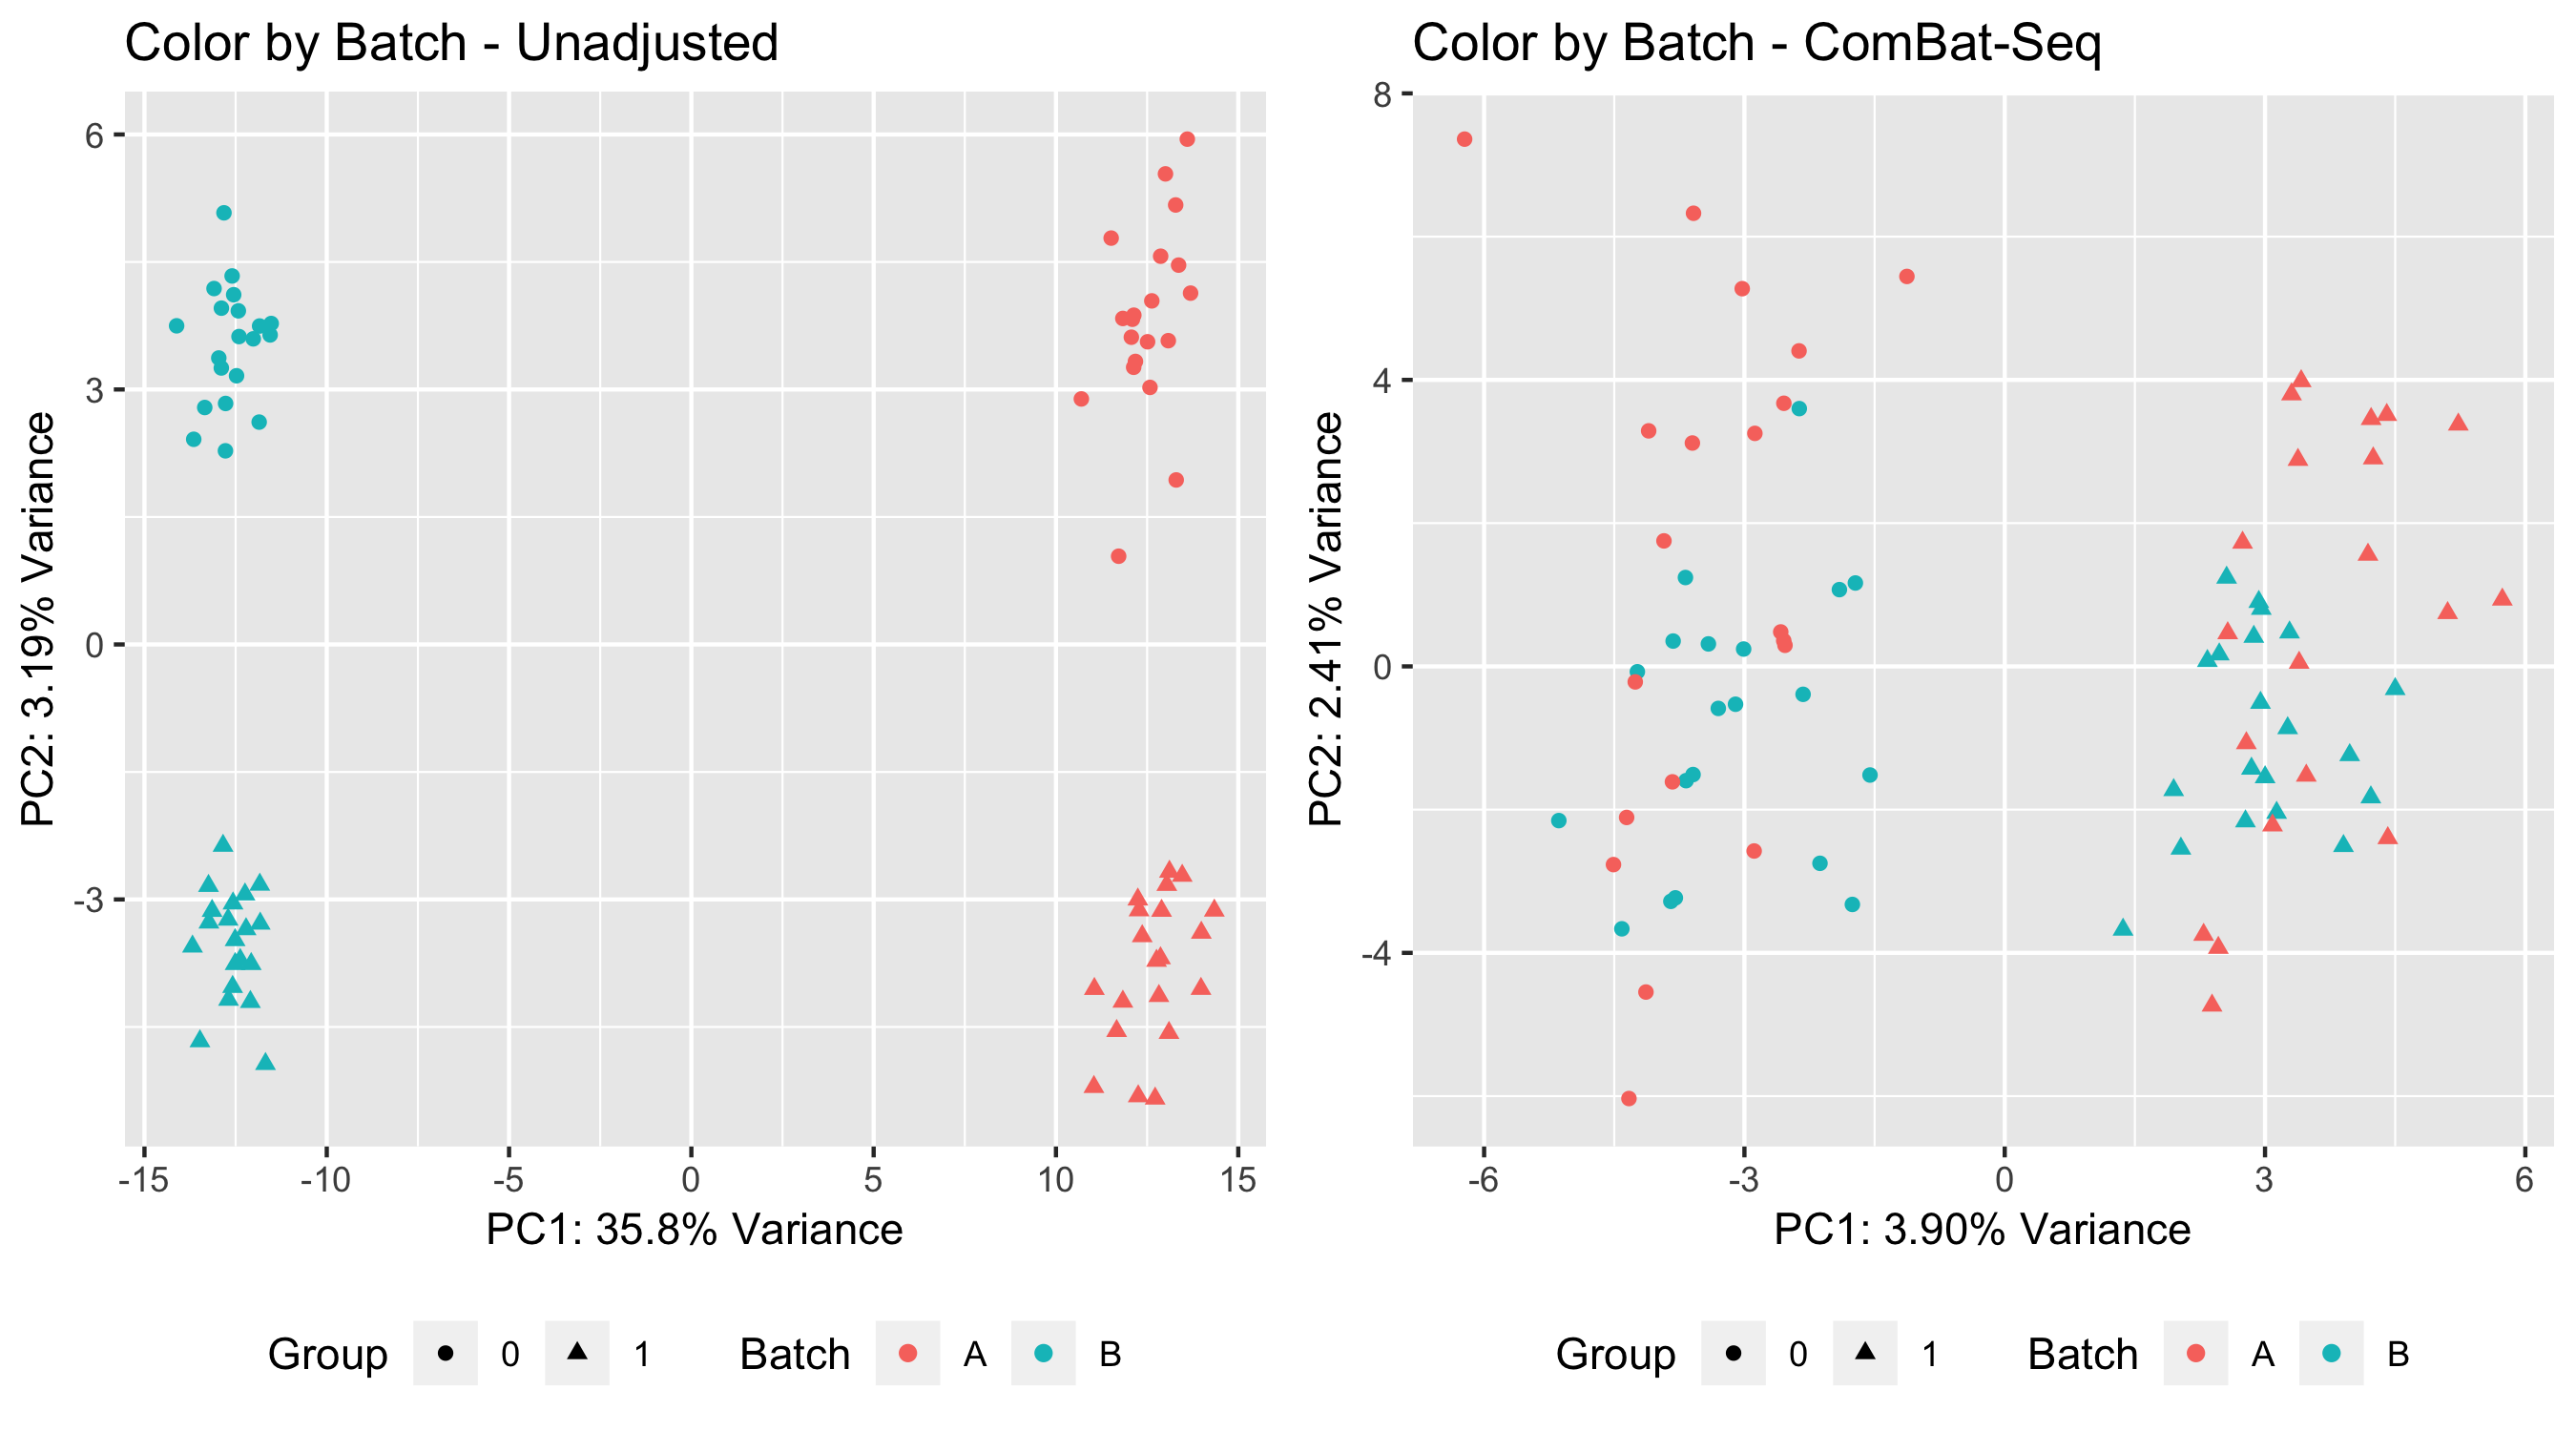 Color by Batch - Unadjusted
6
3
0
-3
PC2: 3.19% Variance
-15 -10 -5 0 5 10 15
PC1: 35.8% Variance
Group 0 1 Batch A B
Color by Batch - ComBat-Seq
8
4
0
-4
PC2: 2.41% Variance
-6 -3 0 3 6
PC1: 3.90% Variance
Group 0 1 Batch A B